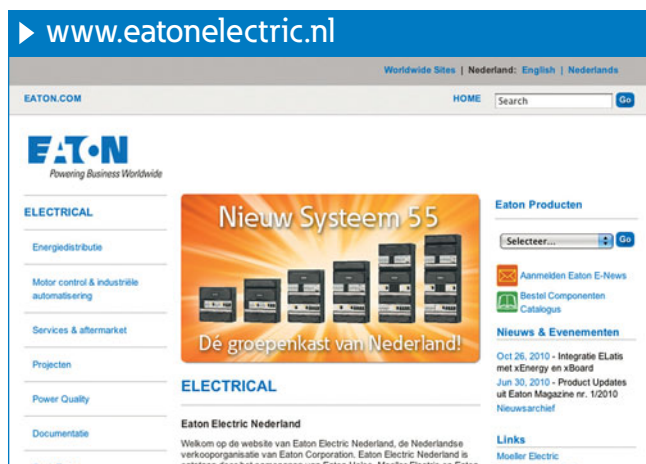 www.eatonelectric.nl
Worldwide Sites | Nederland: English | Nederlands
EATON.COM
HOME
Search
Go
EATON
Powering Business Worldwide
ELECTRICAL
Energiedistributie
Motor control & industriële
automatisering
Services & aftermarket
Projecten
Power Quality
Documentatie
Nieuw Systeem 55
Dé groepenkast van Nederland!
ELECTRICAL
Eaton Electric Nederland
Welkom op de website van Eaton Electric Nederland, de Nederlandse
verkooporganisatie van Eaton Corporation. Eaton Electric Nederland is
Eaton Producten
Selecteer...
Go
Aanmelden Eaton E-News
Bestel Componenten
Catalogus
Nieuws & Evenementen
Oct 26, 2010 - Integratie ELatis
met xEnergy en xBoard
Jun 30, 2010 - Product Updates
uit Eaton Magazine nr. 1/2010
Nieuwsarchief
Links
Moeller Electric